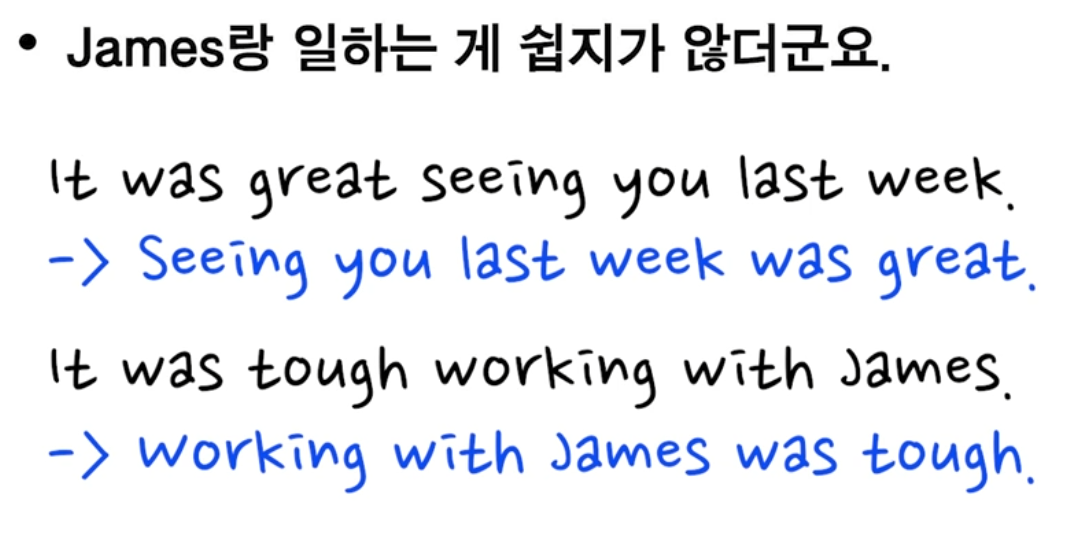 • James랑 일하는 게 쉽지가 않더군요.
It was great seeing you last week.
-> Seeing you last week was great.
It was tough working with James.
-> Working with James was tough.